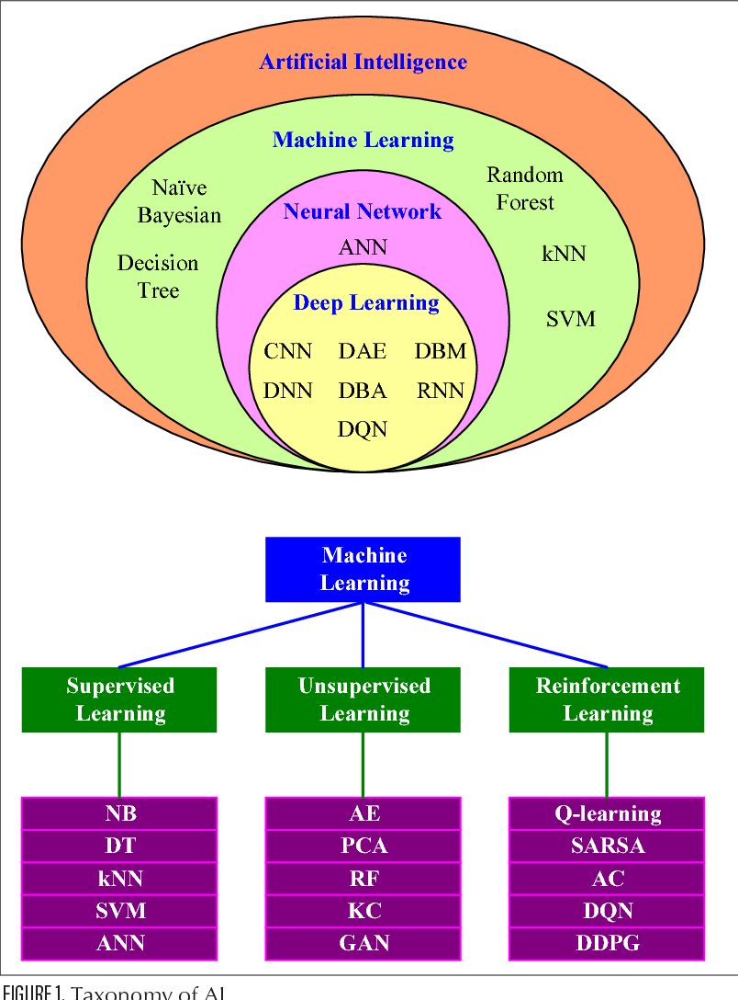 Artificial Intelligence
Machine Learning
Naïve
Bayesian
Random
Forest
Neural Network
ANN
Decision
Tree
kNN
SVM
Deep Learning
CNN DAE DBM
DNN DBA RNN
DQN
Machine
Learning
Supervised
Learning
Unsupervised
Learning
Reinforcement
Learning
NB
DT
kNN
SVM
ANN
AE
PCA
RF
KC
GAN
Q-learning
SARSA
AC
DQN
DDPG
FIGURE 1. Taxonomy of AI